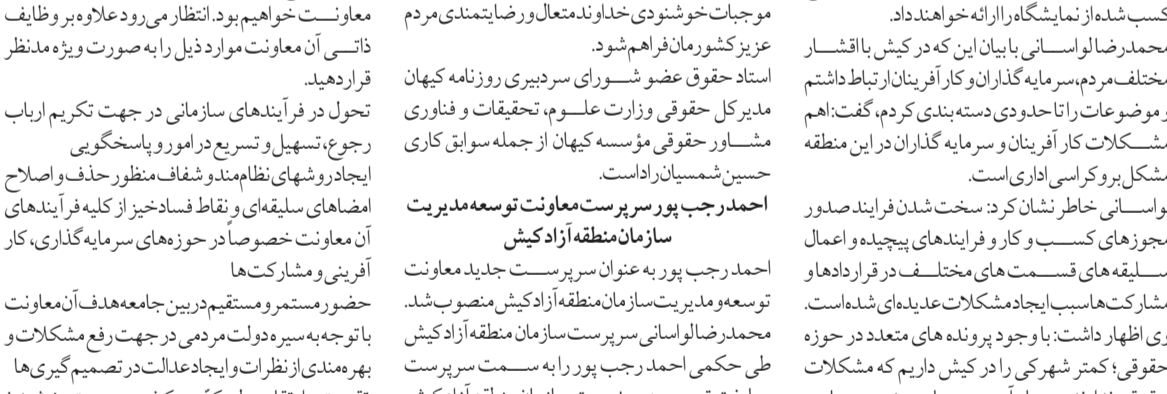 کسب شده از نمایشگاه را ارائه خواهند داد.
محمدرضا لواسانی با بیان این که در کیش با اقشار
مختلف مردم، سرمایه گذاران و کارآفرینان ارتباط داشتم
و موضوعات را تا حدودی دسته بندی کردم، گفت: اهم
مشکلات کارآفرینان و سرمایه گذاران در این منطقه
مشکل بروکراسی اداری است.
لواسانی خاطر نشان کرد: سخت شدن فرایند صدور
مجوزهای کسب و کار و فرایندهای پیچیده و اعمال
سلیقه های قسمت های مختلف در قراردادها و
مشارکت ها سبب ایجاد مشکلات عدیده ای شده است.
وی اظهار داشت: با وجود پرونده های متعدد در حوزه
حقوقی؛ کمتر شهرکی را در کیش داریم که مشکلات
موجبات خوشنودی خداوند متعال و رضایتمندی مردم
عزیز کشورمان فراهم شود.
استاد حقوق عضو شورای سردبیری روزنامه کیهان
مدیرکل حقوقی وزارت علوم، تحقیقات و فناوری
مشاور حقوقی مؤسسه کیهان از جمله سوابق کاری
حسین شمسیان را داست.
احمد رجب پور سرپرست معاونت توسعه مدیریت
سازمان منطقه آزاد کیش
احمد رجب پور به عنوان سرپرست جدید معاونت
توسعه و مدیریت سازمان منطقه آزاد کیش منصوب شد.
محمدرضا لواسانی سرپرست سازمان منطقه آزاد کیش
طی حکمی احمد رجب پور را به سمت سرپرست
معاونت خواهیم بود. انتظار می رود علاوه بر وظایف
ذاتی آن معاونت موارد ذیل را به صورت ویژه مدنظر
قرار دهید.
تحول در فرآیندهای سازمانی در جهت تکریم ارباب
رجوع، تسهیل و تسریع در امور و پاسخگویی
ایجاد روشهای نظام مند و شفاف منظور حذف و اصلاح
امضاهای سلیقه ای و نقاط فسادخیز از کلیه فرآیندهای
آن معاونت خصوصاً در حوزه های سرمایه گذاری، کار
آفرینی و مشارکت ها
حضور مستمر و مستقیم در بین جامعه هدف آن معاونت
با توجه به سیره دولت مردمی در جهت رفع مشکلات و
بهره مندی از نظرات و ایجاد عدالت در تصمیم گیری ها